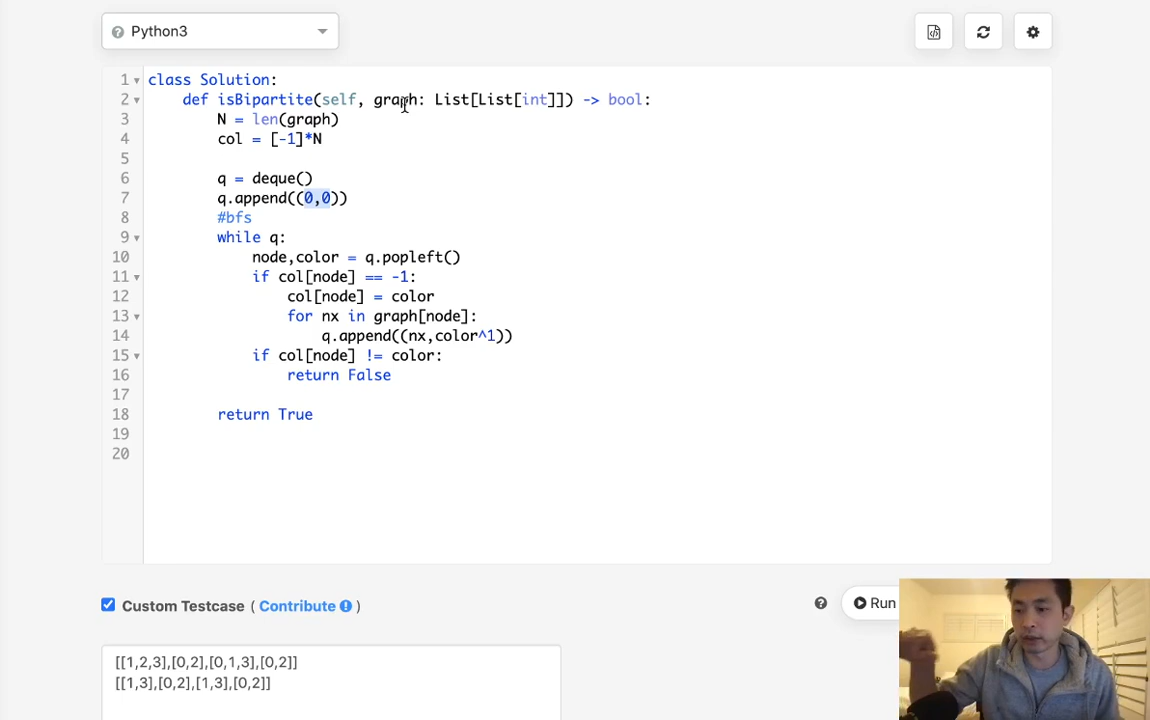 Python3
1 class Solution:
2 def isBipartite(self, graph: List[List[int]]) -> bool:
3 N = len(graph)
4 col = [-1]*N
5
6 q = deque()
7 q.append((0,0))
8 #bfs
9 while q:
10 node,color = q.popleft()
11 if col[node] == -1:
12 col[node] = color
13 for nx in graph[node]:
14 q.append((nx,color^1))
15 if col[node] != color:
16 return False
17
18 return True
19
20
Custom Testcase ( Contribute )
Run
[[1,2,3],[0,2],[0,1,3],[0,2]]
[[1,3],[0,2],[1,3],[0,2]]